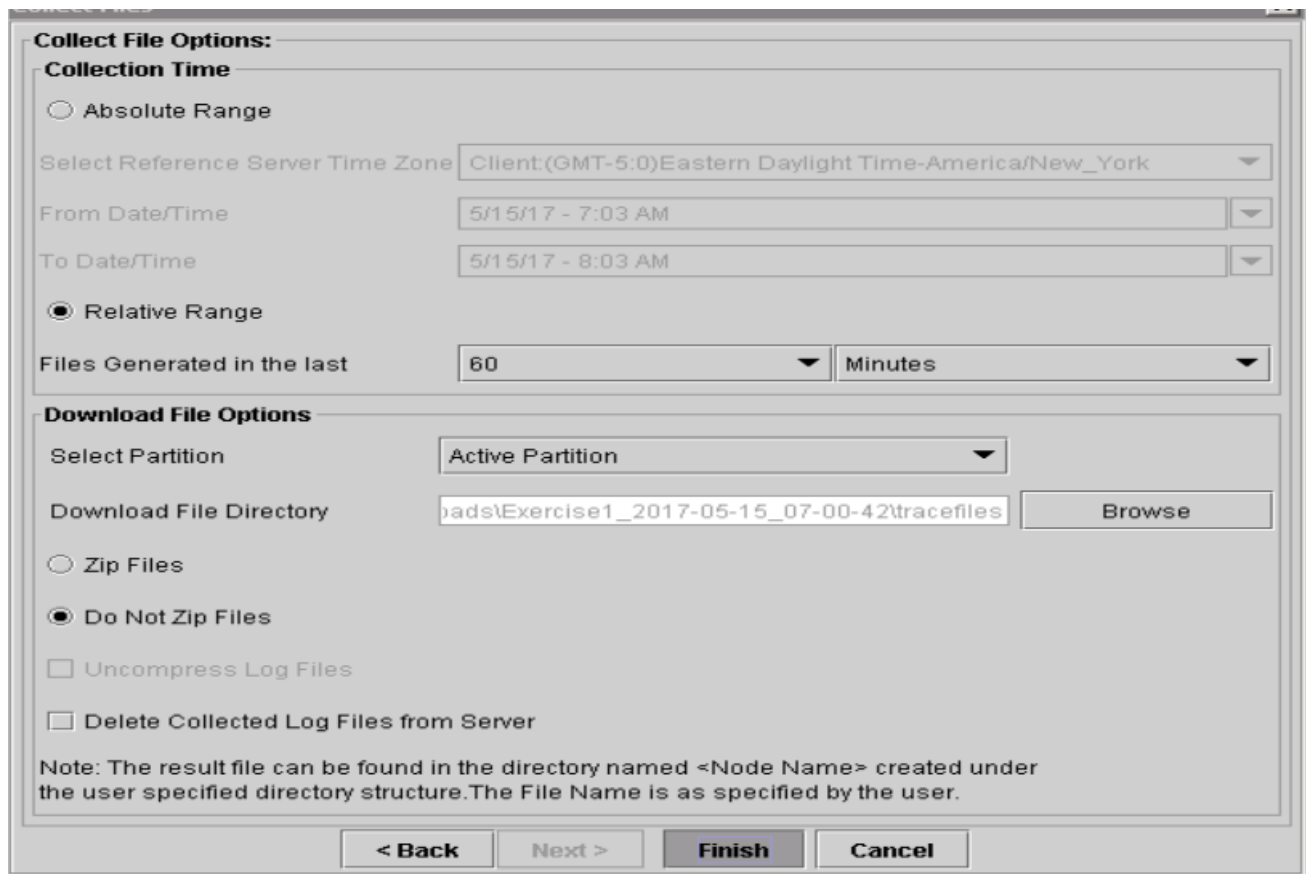 Collect Files
Collect File Options:
Collection Time
Absolute Range
Select Reference Server Time Zone Client:(GMT-5:0)Eastern Daylight Time-America/New_York
From Date/Time 5/15/17 - 7:03 AM
To Date/Time 5/15/17 - 8:03 AM
Relative Range
Files Generated in the last 60 Minutes
Download File Options
Select Partition Active Partition
Download File Directory oads\Exercise1_2017-05-15_07-00-42\tracefiles Browse
Zip Files
Do Not Zip Files
Uncompress Log Files
Delete Collected Log Files from Server
Note: The result file can be found in the directory named <Node Name> created under
the user specified directory structure.The File Name is as specified by the user.
< Back Next > Finish Cancel